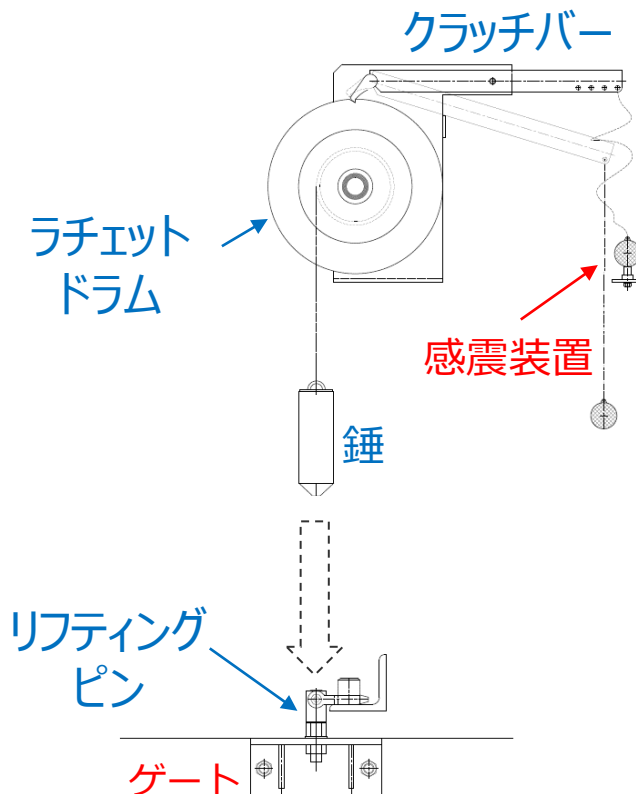 クラッチバー
ラチェット
ドラム
感震装置
錘
リフティング
ピン
ゲート